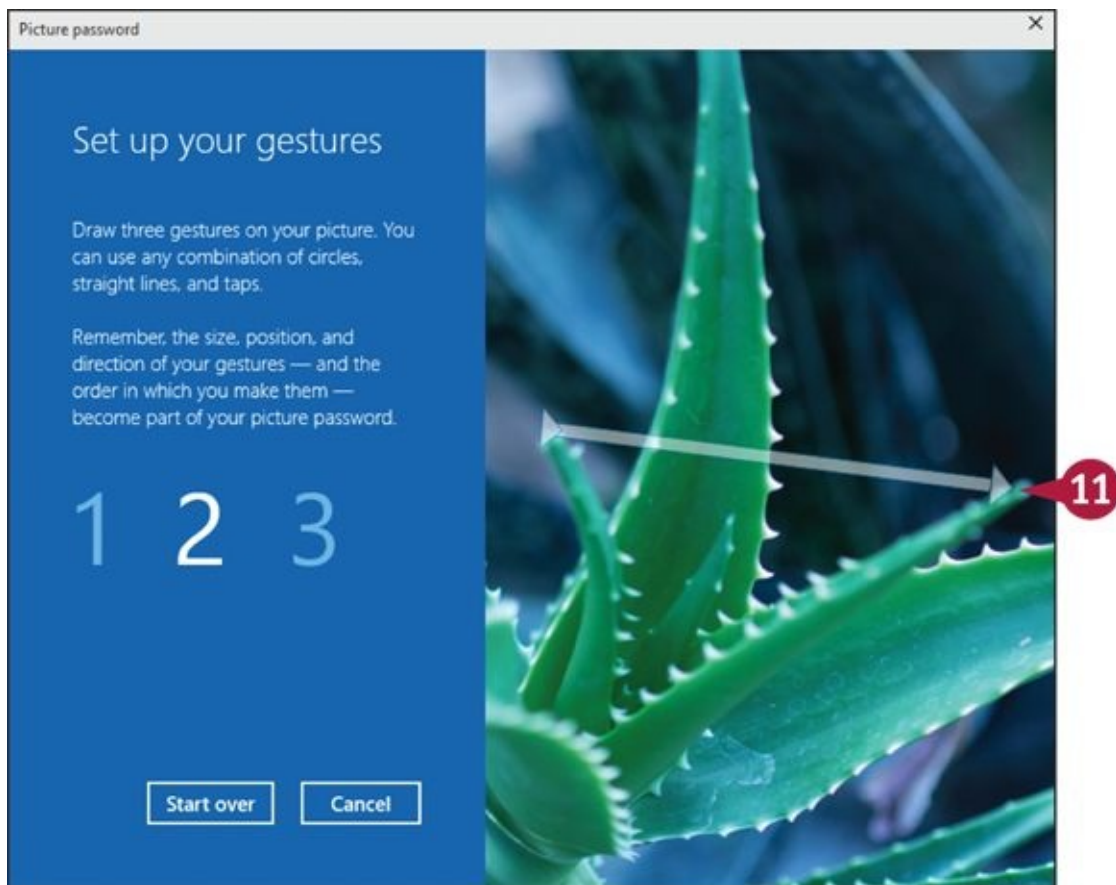 Picture password
Set up your gestures
Draw three gestures on your picture. You
can use any combination of circles,
straight lines, and taps.
Remember, the size, position, and
direction of your gestures — and the
order in which you make them —
become part of your picture password.
1 2 3
11
Start over Cancel